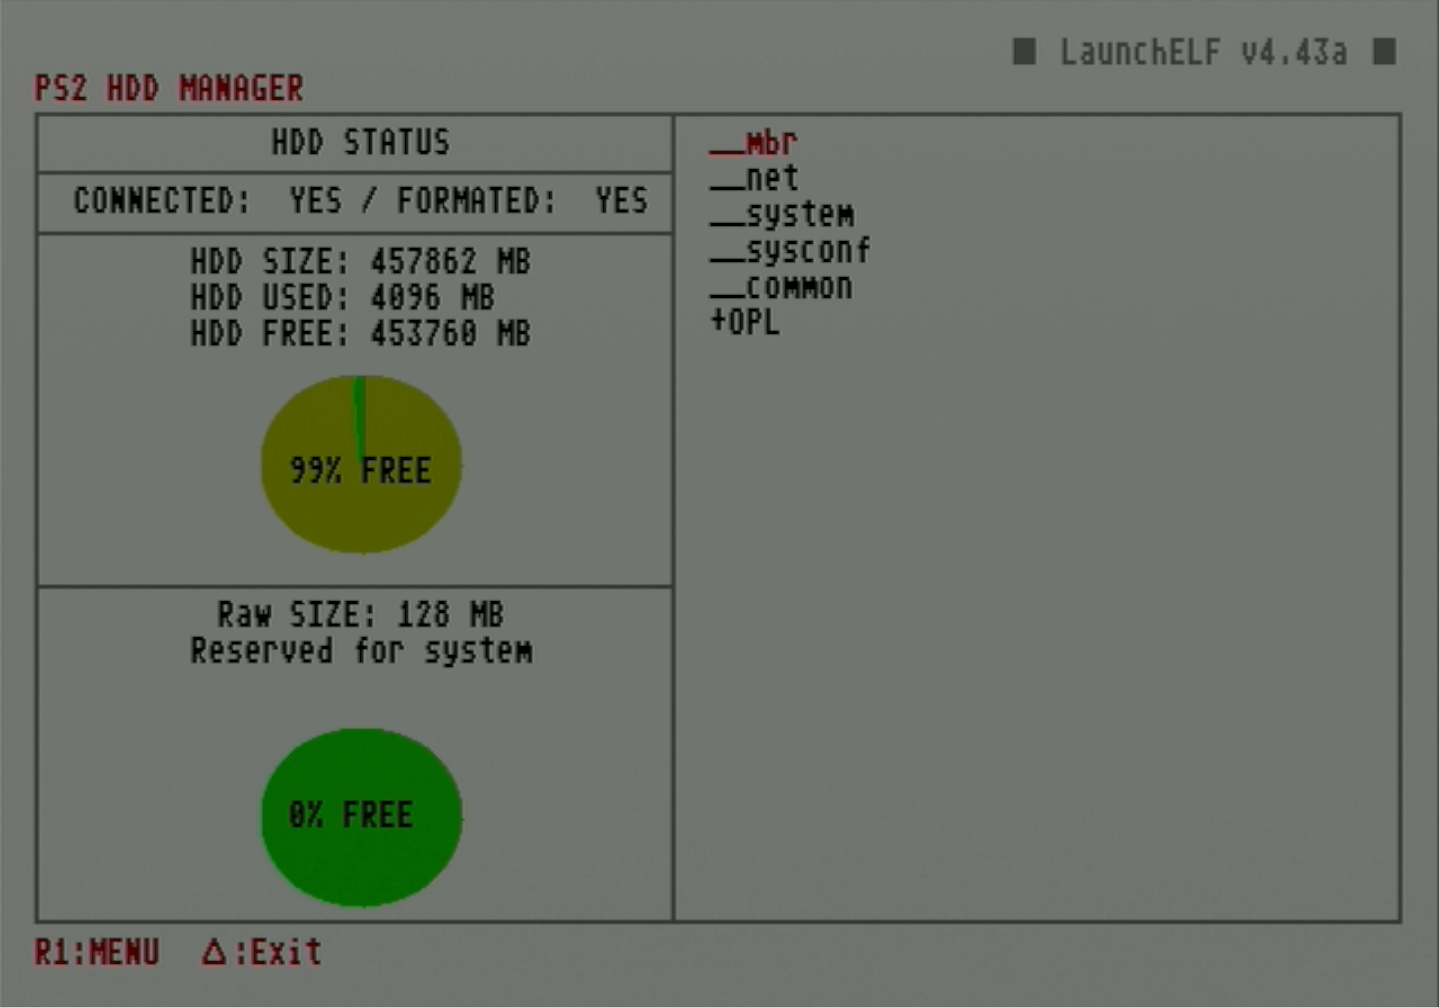 ■ LaunchELF v4.43a ■
PS2 HDD MANAGER
HDD STATUS
CONNECTED: YES / FORMATED: YES
HDD SIZE: 457862 MB
HDD USED: 4096 MB
HDD FREE: 453760 MB
99% FREE
Raw SIZE: 128 MB
Reserved for system
0% FREE
__mbr
__net
__system
__sysconf
__common
+OPL
R1:MENU △:Exit